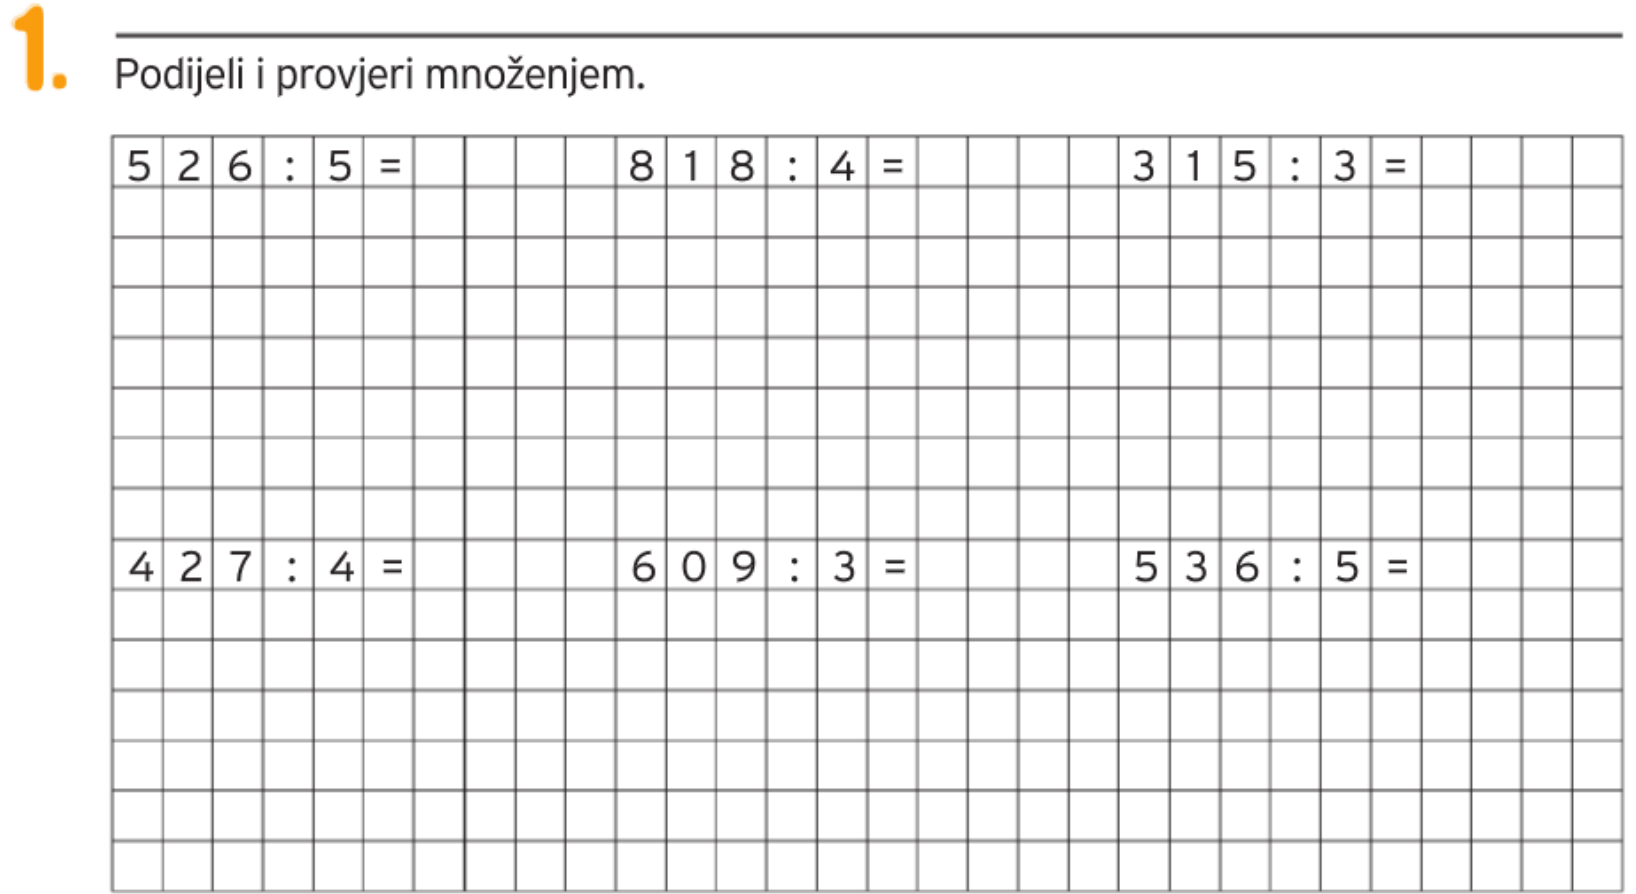 1.
Podijeli i provjeri množenjem.
526:5= 818:4= 315:3=
427:4= 609:3= 536:5=